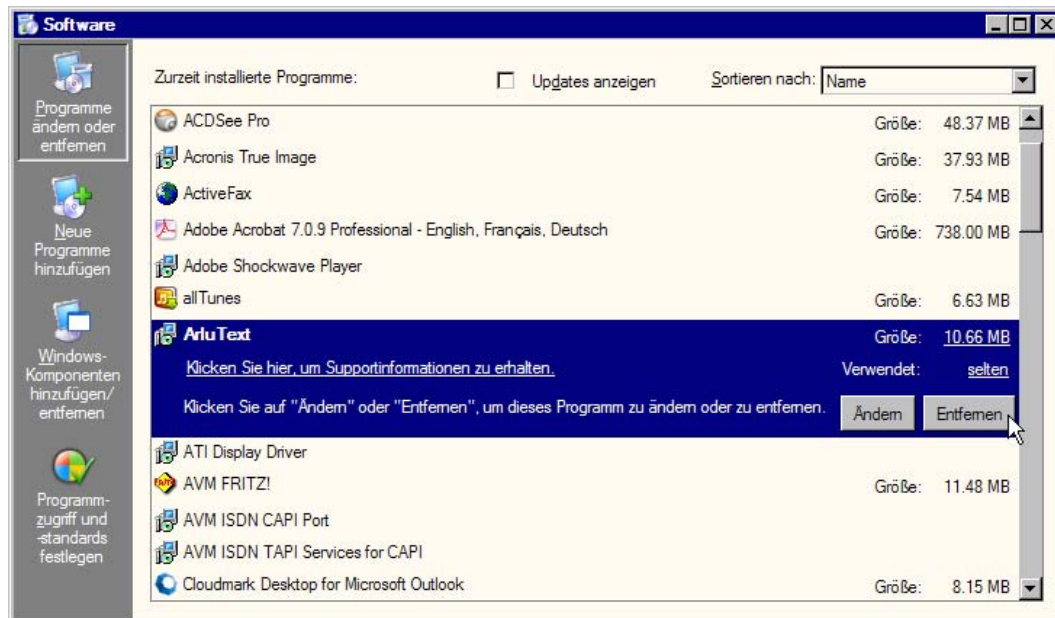 Software
Programme
ändern oder
entfernen
Neue
Programme
hinzufügen
Windows-
Komponenten
hinzufügen/
entfernen
Programm-
zugriff und
-standards
festlegen
Zurzeit installierte Programme: Updates anzeigen Sortieren nach: Name
ACDSee Pro Größe: 48.37 MB
Acronis True Image Größe: 37.93 MB
ActiveFax Größe: 7.54 MB
Adobe Acrobat 7.0.9 Professional - English, Français, Deutsch Größe: 738.00 MB
Adobe Shockwave Player
allTunes Größe: 6.63 MB
ArluText Größe: 10.66 MB
Klicken Sie hier, um Supportinformationen zu erhalten. Verwendet: selten
Klicken Sie auf "Ändern" oder "Entfernen", um dieses Programm zu ändern oder zu entfernen. Ändern Entfernen
ATI Display Driver
AVM FRITZ! Größe: 11.48 MB
AVM ISDN CAPI Port
AVM ISDN TAPI Services for CAPI
Cloudmark Desktop for Microsoft Outlook Größe: 8.15 MB